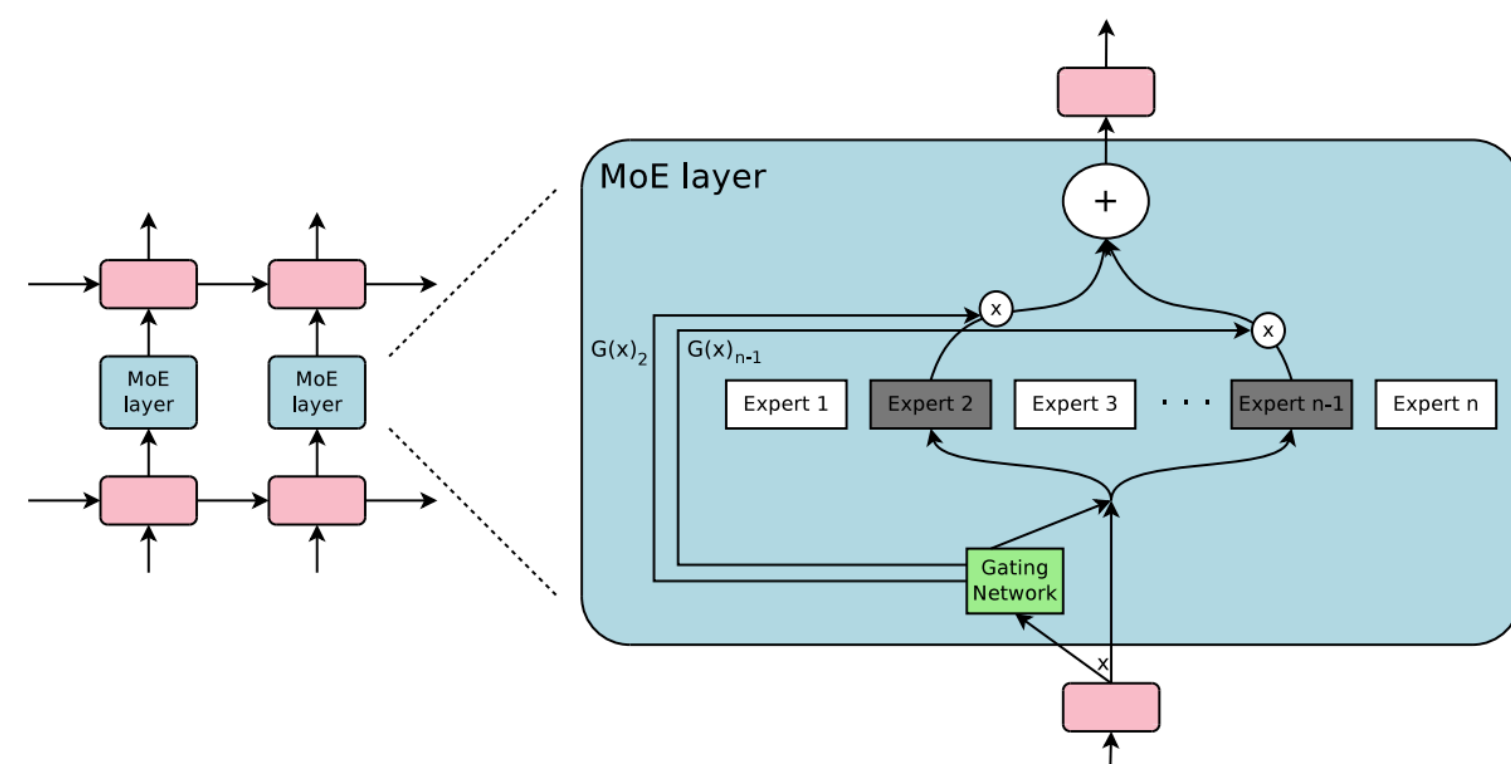 MoE layer
+
x
x
G(x)2
G(x)n-1
MoE
layer
MoE
layer
Expert 1
Expert 2
Expert 3
. . .
Expert n-1
Expert n
Gating
Network
x